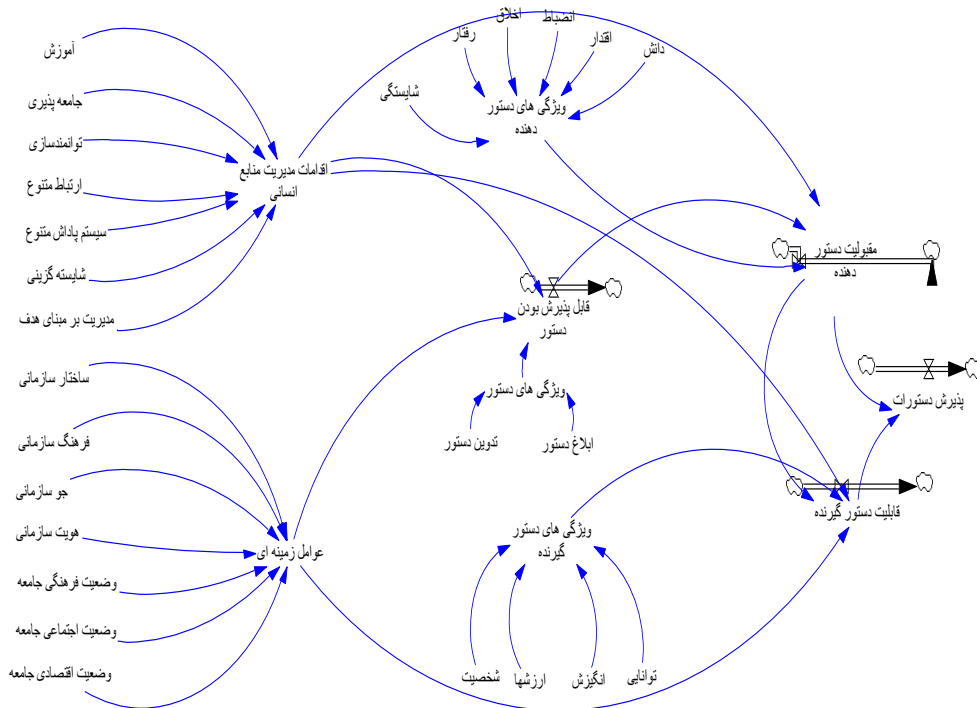 اخلاق
انضباط
رفتار
اقتدار
دانش
آموزش
شایستگی
ویژگی های دستور
دهنده
جامعه پذیری
توانمندسازی
اقدامات مدیریت منابع
انسانی
ارتباط متنوع
سیستم پاداش متنوع
شایسته گزینی
مدیریت بر مبنای هدف
مقبولیت دستور
دهنده
قابل پذیرش بودن
دستور
ساختار سازمانی
ویژگی های دستور
پذیرش دستورات
فرهنگ سازمانی
تدوین دستور
ابلاغ دستور
جو سازمانی
قابلیت دستور گیرنده
هویت سازمانی
عوامل زمینه ای
ویژگی های دستور
گیرنده
وضعیت فرهنگی جامعه
وضعیت اجتماعی جامعه
وضعیت اقتصادی جامعه
شخصیت
ارزشها
انگیزش
توانایی